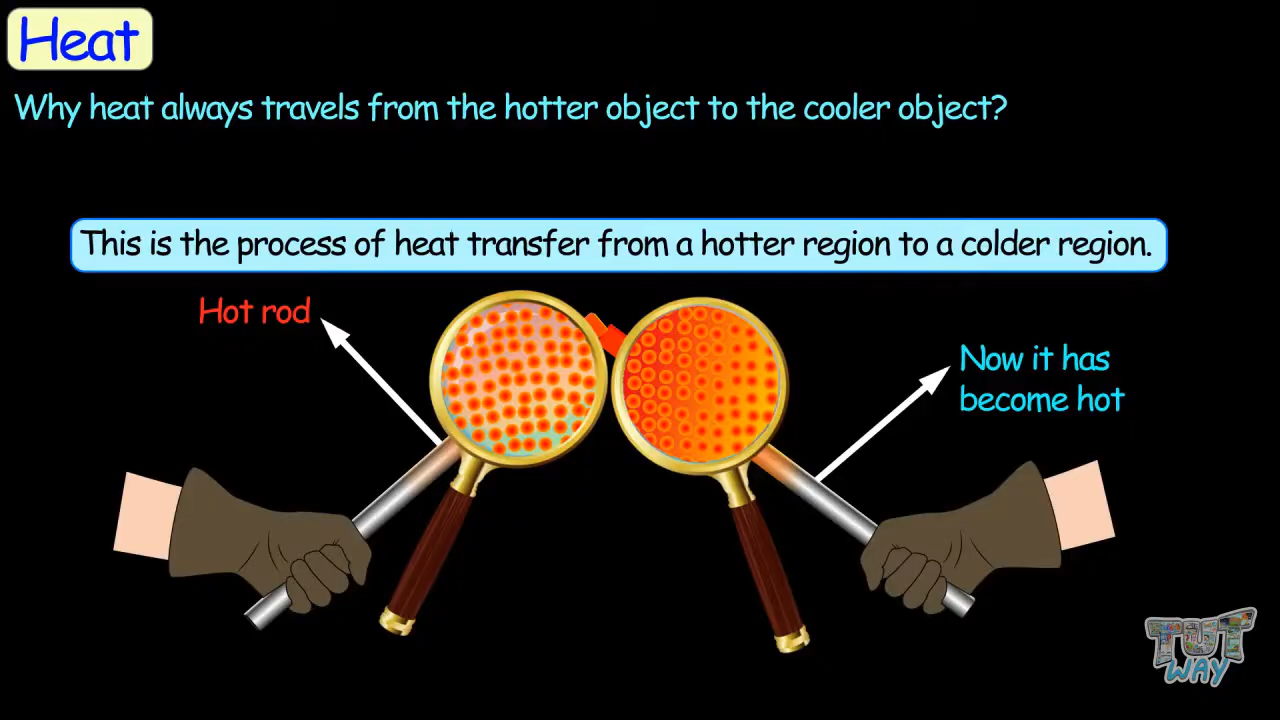 Heat
Why heat always travels from the hotter object to the cooler object?
This is the process of heat transfer from a hotter region to a colder region.
Hot rod
Now it has
become hot
TUT
WAY